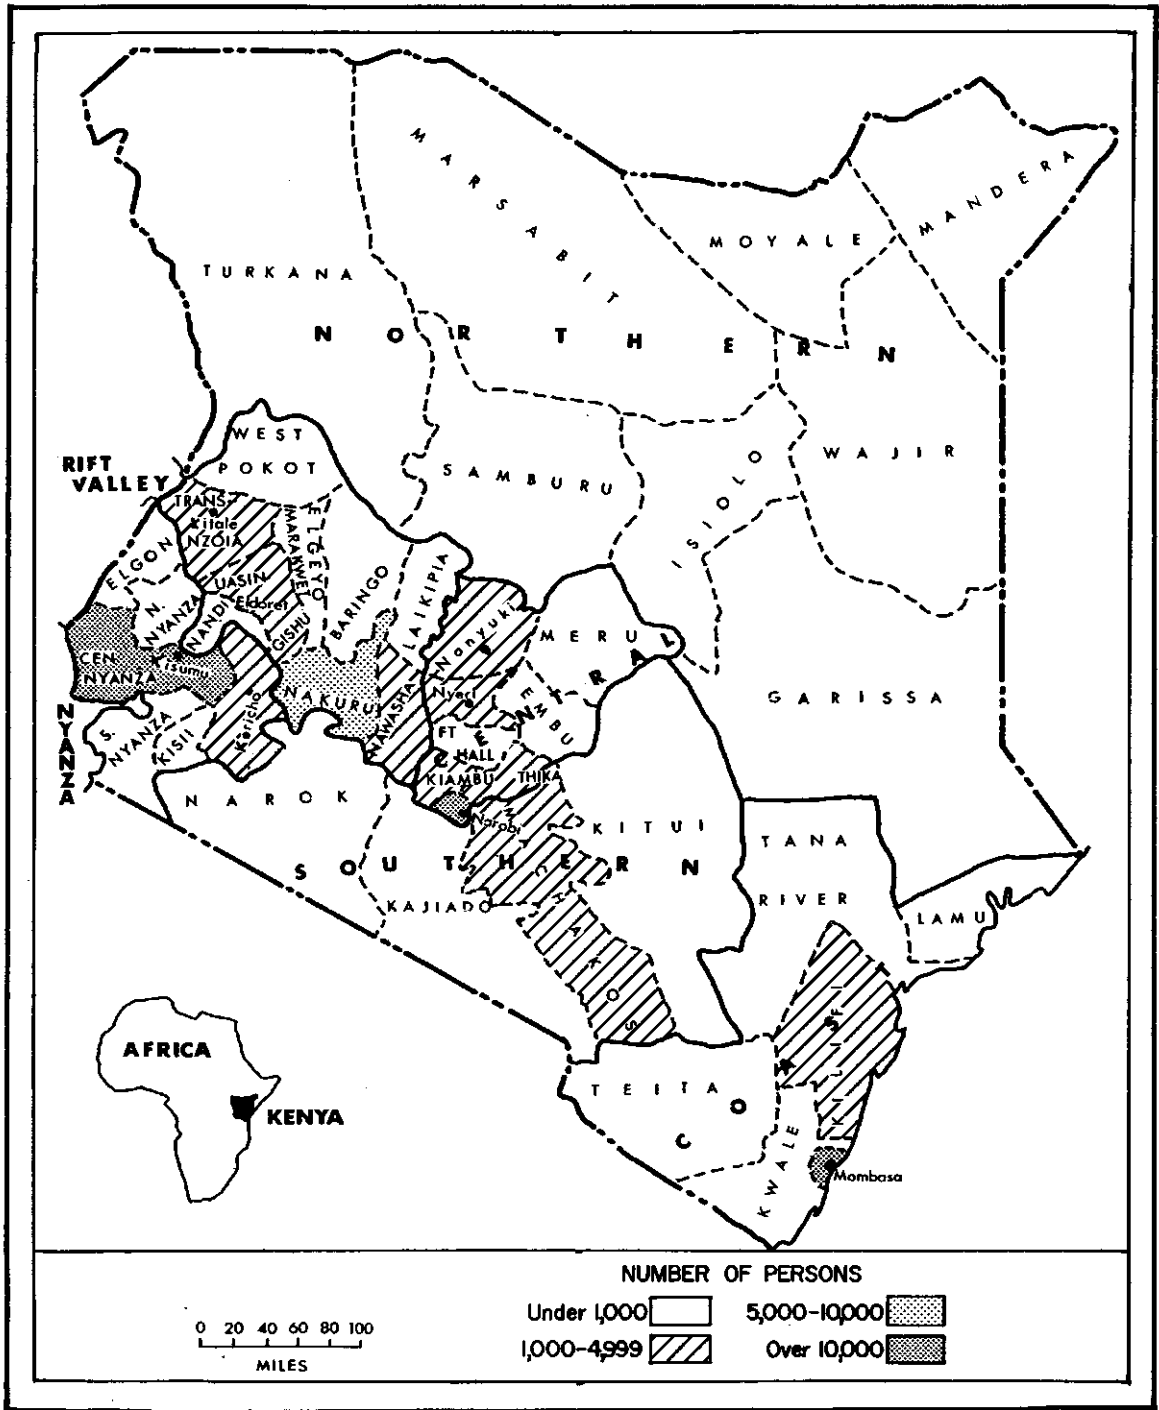 MARSABIT
MANDERA
MOYALE
TURKANA
NORTHERN
WEST
POKOT
RIFT
VALLEY
SAMBURU
ISIOLO
WAJIR
TRANS-
Kitale
NZOIA
ELGEYO
MARAKWET
ELGON
UASIN
Eldoret
GISHU
BARINGO
LAIKIPIA
N.
NYANZA
NANDI
Nanyuki
MERU
CENTRAL
CEN
NYANZA
Kisumu
NAKURU
NAIWASHA
Nyeri
EMBU
GARISSA
NYANZA
S.
NYANZA
KISII
Kericho
FT
HALL
KIAMBU
THIKA
NAROK
Narobi
MACHAKOS
KITUI
TANA
RIVER
SOUTHERN
KAJIADO
LAMU
KILIFI
COAST
TEITA
KWALE
Mombasa
AFRICA
KENYA
NUMBER OF PERSONS
Under 1,000
5,000-10,000
1,000-4,999
Over 10,000
0 20 40 60 80 100
MILES